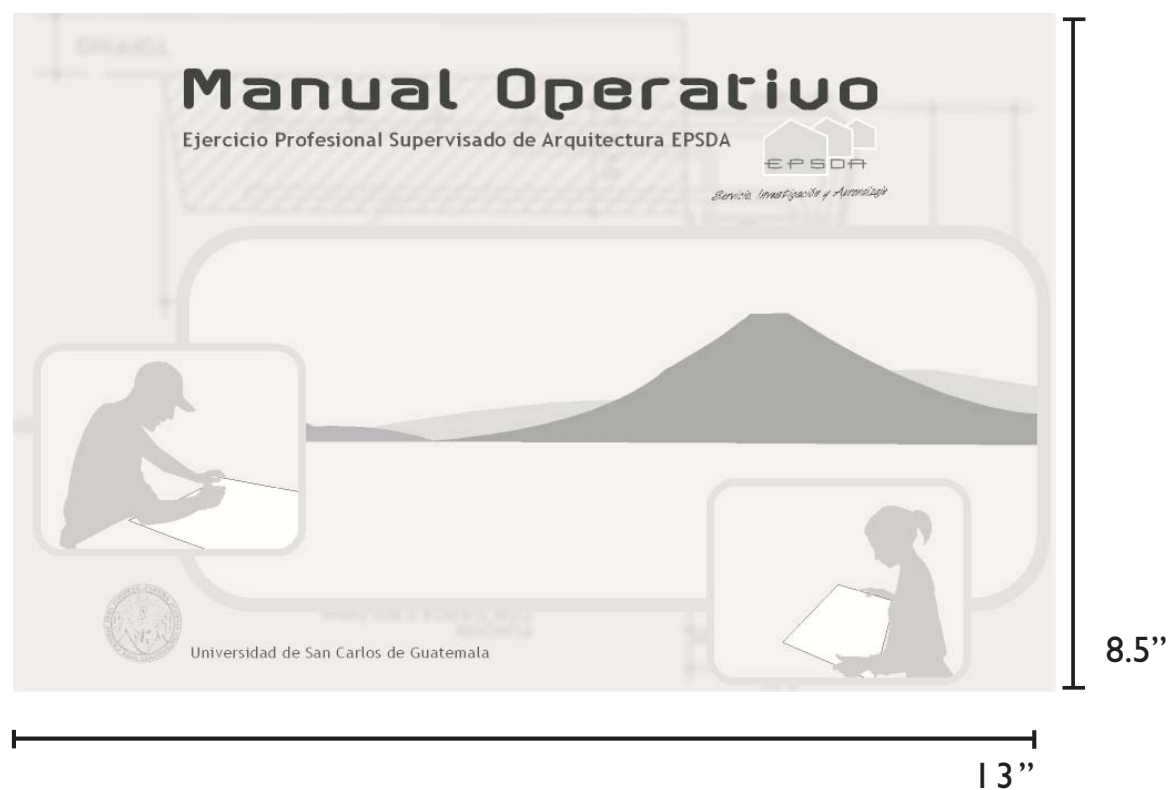 Manual Operativo
Ejercicio Profesional Supervisado de Arquitectura EPSDA
EPSDA
Servicio, Investigación y Aprendizaje
Universidad de San Carlos de Guatemala
8.5”
13”